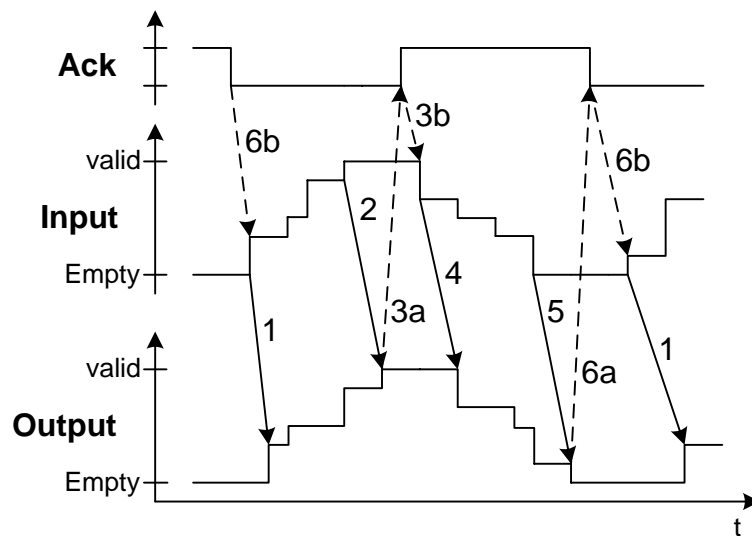 Ack
3b
6b
6b
valid
Input
2
4
Empty
1
3a
5
6a
1
valid
Output
Empty
t